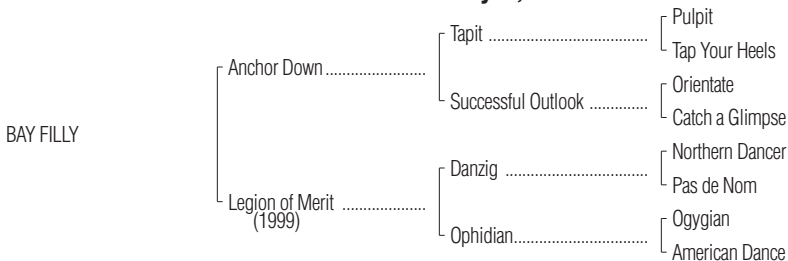 Pulpit
Tapit ....................................................
Tap Your Heels
Anchor Down .........................
Orientate
Successful Outlook ..............
Catch a Glimpse
BAY FILLY
Northern Dancer
Danzig ...................................
Pas de Nom
Legion of Merit .....................
(1999)
Ogygian
Ophidian.................................
American Dance